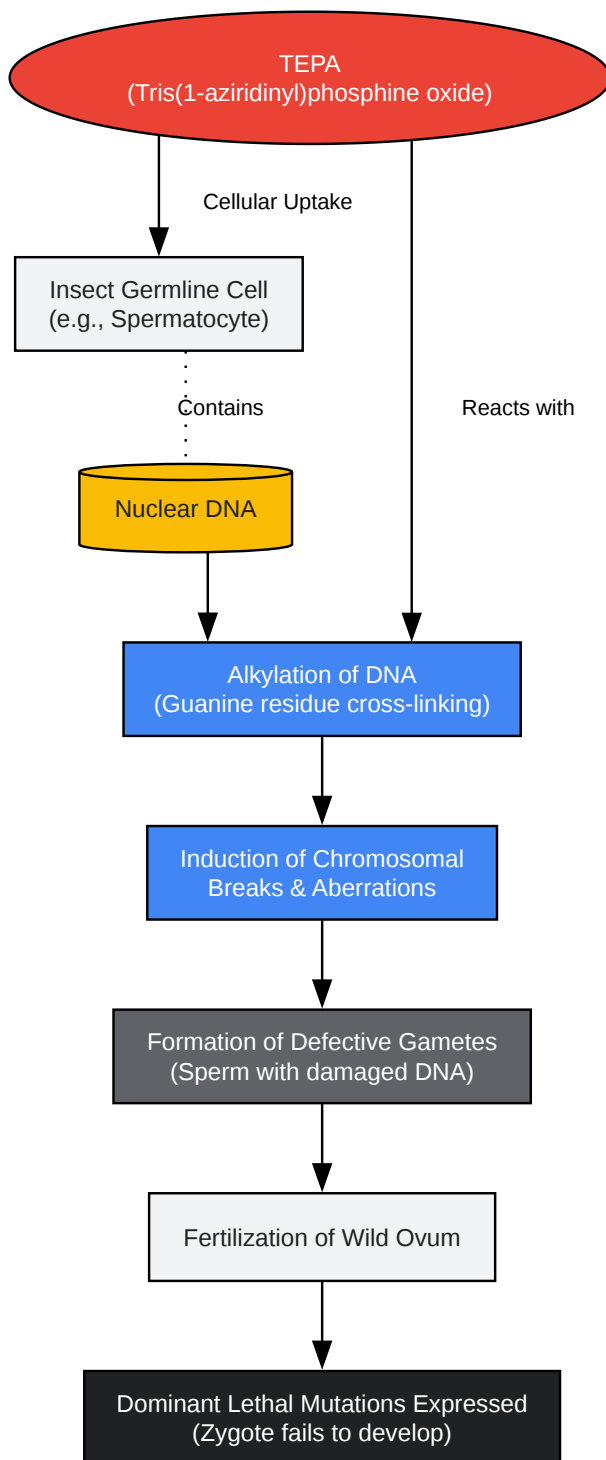 TEPA
(Tris(1-aziridinyl)phosphine oxide)
Cellular Uptake
Insect Germline Cell
(e.g., Spermatocyte)
Contains
Reacts with
Nuclear DNA
Alkylation of DNA
(Guanine residue cross-linking)
Induction of Chromosomal
Breaks & Aberrations
Formation of Defective Gametes
(Sperm with damaged DNA)
Fertilization of Wild Ovum
Dominant Lethal Mutations Expressed
(Zygote fails to develop)